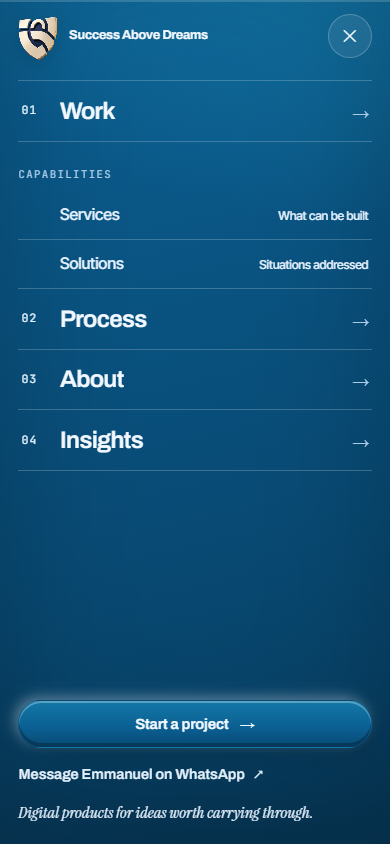 Success Above Dreams
01 Work →
CAPABILITIES
Services What can be built
Solutions Situations addressed
02 Process →
03 About →
04 Insights →
Start a project →
Message Emmanuel on WhatsApp ↗
Digital products for ideas worth carrying through.